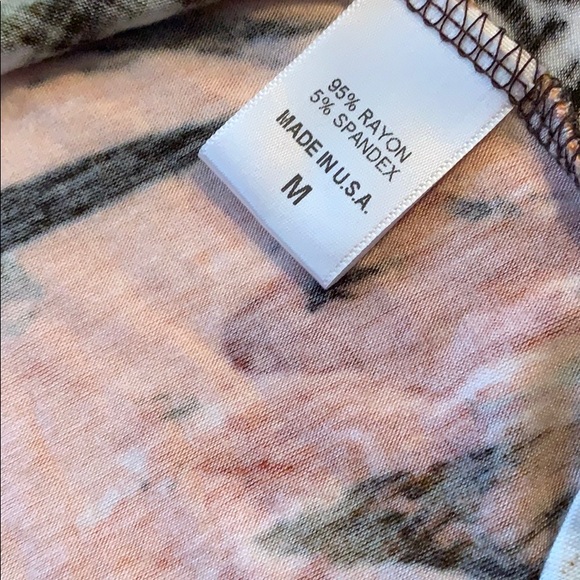 95% RAYON
5% SPANDEX
MADE IN U.S.A.
M